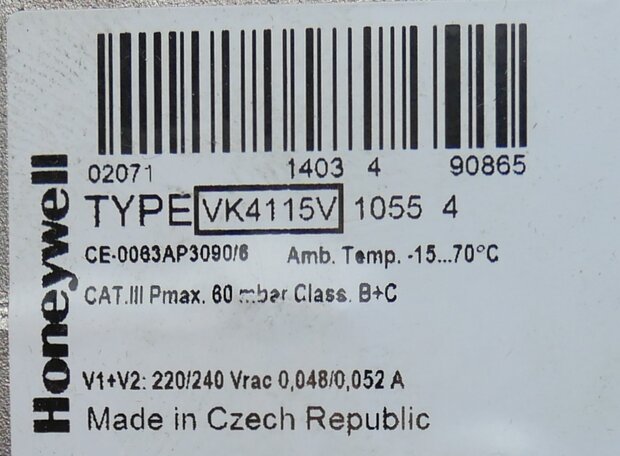 Honeywell
02071 1403 4 90865
TYPE VK4115V 1055 4
CE-0063AP3090/6 Amb. Temp. -15...70°C
CAT.III Pmax. 60 mbar Class. B+C
V1+V2: 220/240 Vrac 0,048/0,052 A
Made in Czech Republic